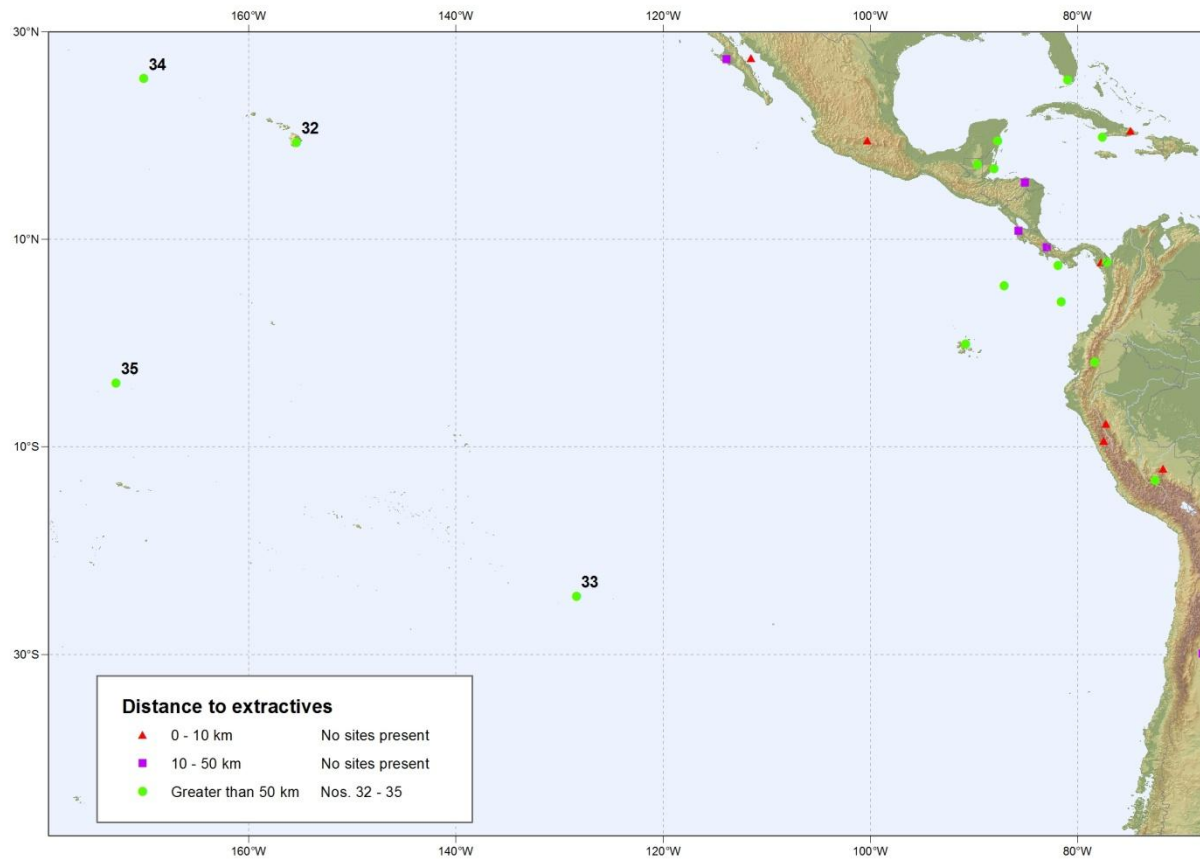 160°W 140°W 120°W 100°W 80°W
30°N
34
32
10°N
35
10°S
33
30°S
Distance to extractives
0 - 10 km No sites present
10 - 50 km No sites present
Greater than 50 km Nos. 32 - 35
160°W 140°W 120°W 100°W 80°W